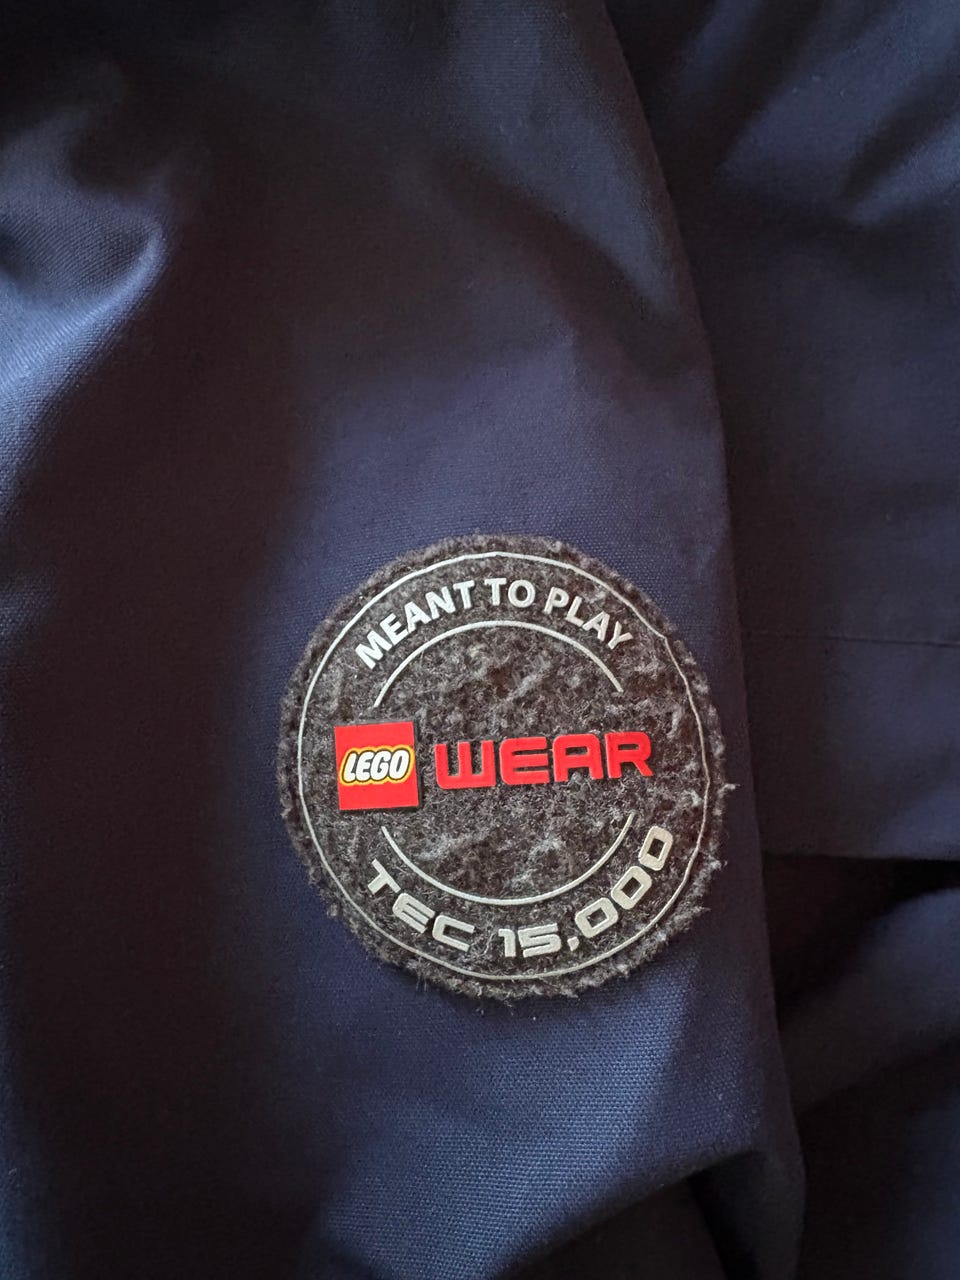 MEANT TO PLAY
LEGO WEAR
TEC 15.000